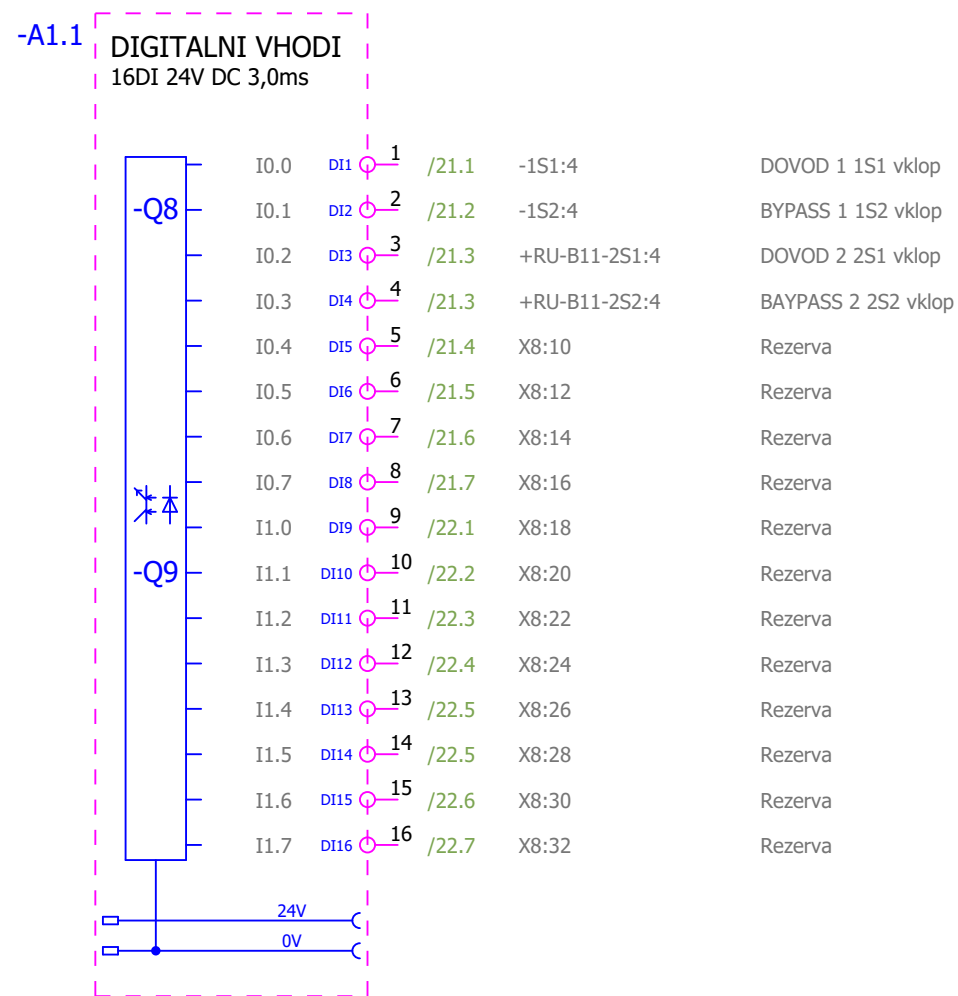 -A1.1
DIGITALNI VHODI
16DI 24V DC 3,0ms
I0.0 DI1 1 /21.1 -1S1:4 DOVOD 1 1S1 vklop
-Q8 I0.1 DI2 2 /21.2 -1S2:4 BYPASS 1 1S2 vklop
I0.2 DI3 3 /21.3 +RU-B11-2S1:4 DOVOD 2 2S1 vklop
I0.3 DI4 4 /21.3 +RU-B11-2S2:4 BAYPASS 2 2S2 vklop
I0.4 DI5 5 /21.4 X8:10 Rezerva
I0.5 DI6 6 /21.5 X8:12 Rezerva
I0.6 DI7 7 /21.6 X8:14 Rezerva
I0.7 DI8 8 /21.7 X8:16 Rezerva
I1.0 DI9 9 /22.1 X8:18 Rezerva
-Q9 I1.1 DI10 10 /22.2 X8:20 Rezerva
I1.2 DI11 11 /22.3 X8:22 Rezerva
I1.3 DI12 12 /22.4 X8:24 Rezerva
I1.4 DI13 13 /22.5 X8:26 Rezerva
I1.5 DI14 14 /22.5 X8:28 Rezerva
I1.6 DI15 15 /22.6 X8:30 Rezerva
I1.7 DI16 16 /22.7 X8:32 Rezerva
24V
0V